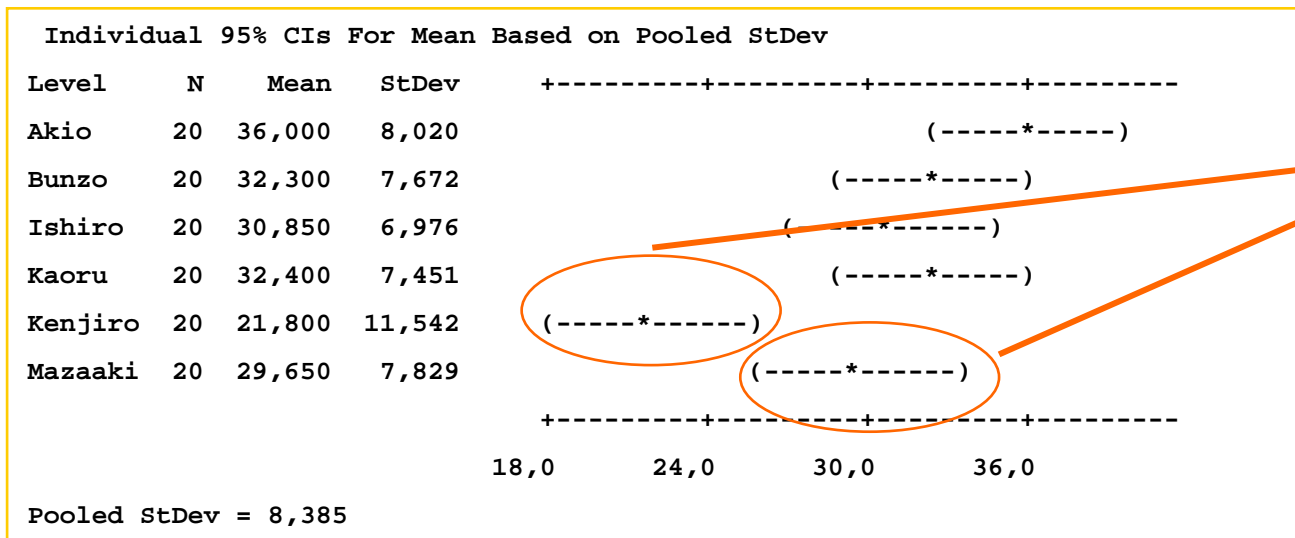 Individual 95% CIs For Mean Based on Pooled StDev
Level N Mean StDev +---------+---------+---------+---------
Akio 20 36,000 8,020 (-----*-----)
Bunzo 20 32,300 7,672 (-----*-----)
Ishiro 20 30,850 6,976 (-----*------)
Kaoru 20 32,400 7,451 (-----*-----)
Kenjiro 20 21,800 11,542 (-----*------)
Mazaaki 20 29,650 7,829 (-----*------)
+---------+---------+---------+---------
18,0 24,0 30,0 36,0
Pooled StDev = 8,385